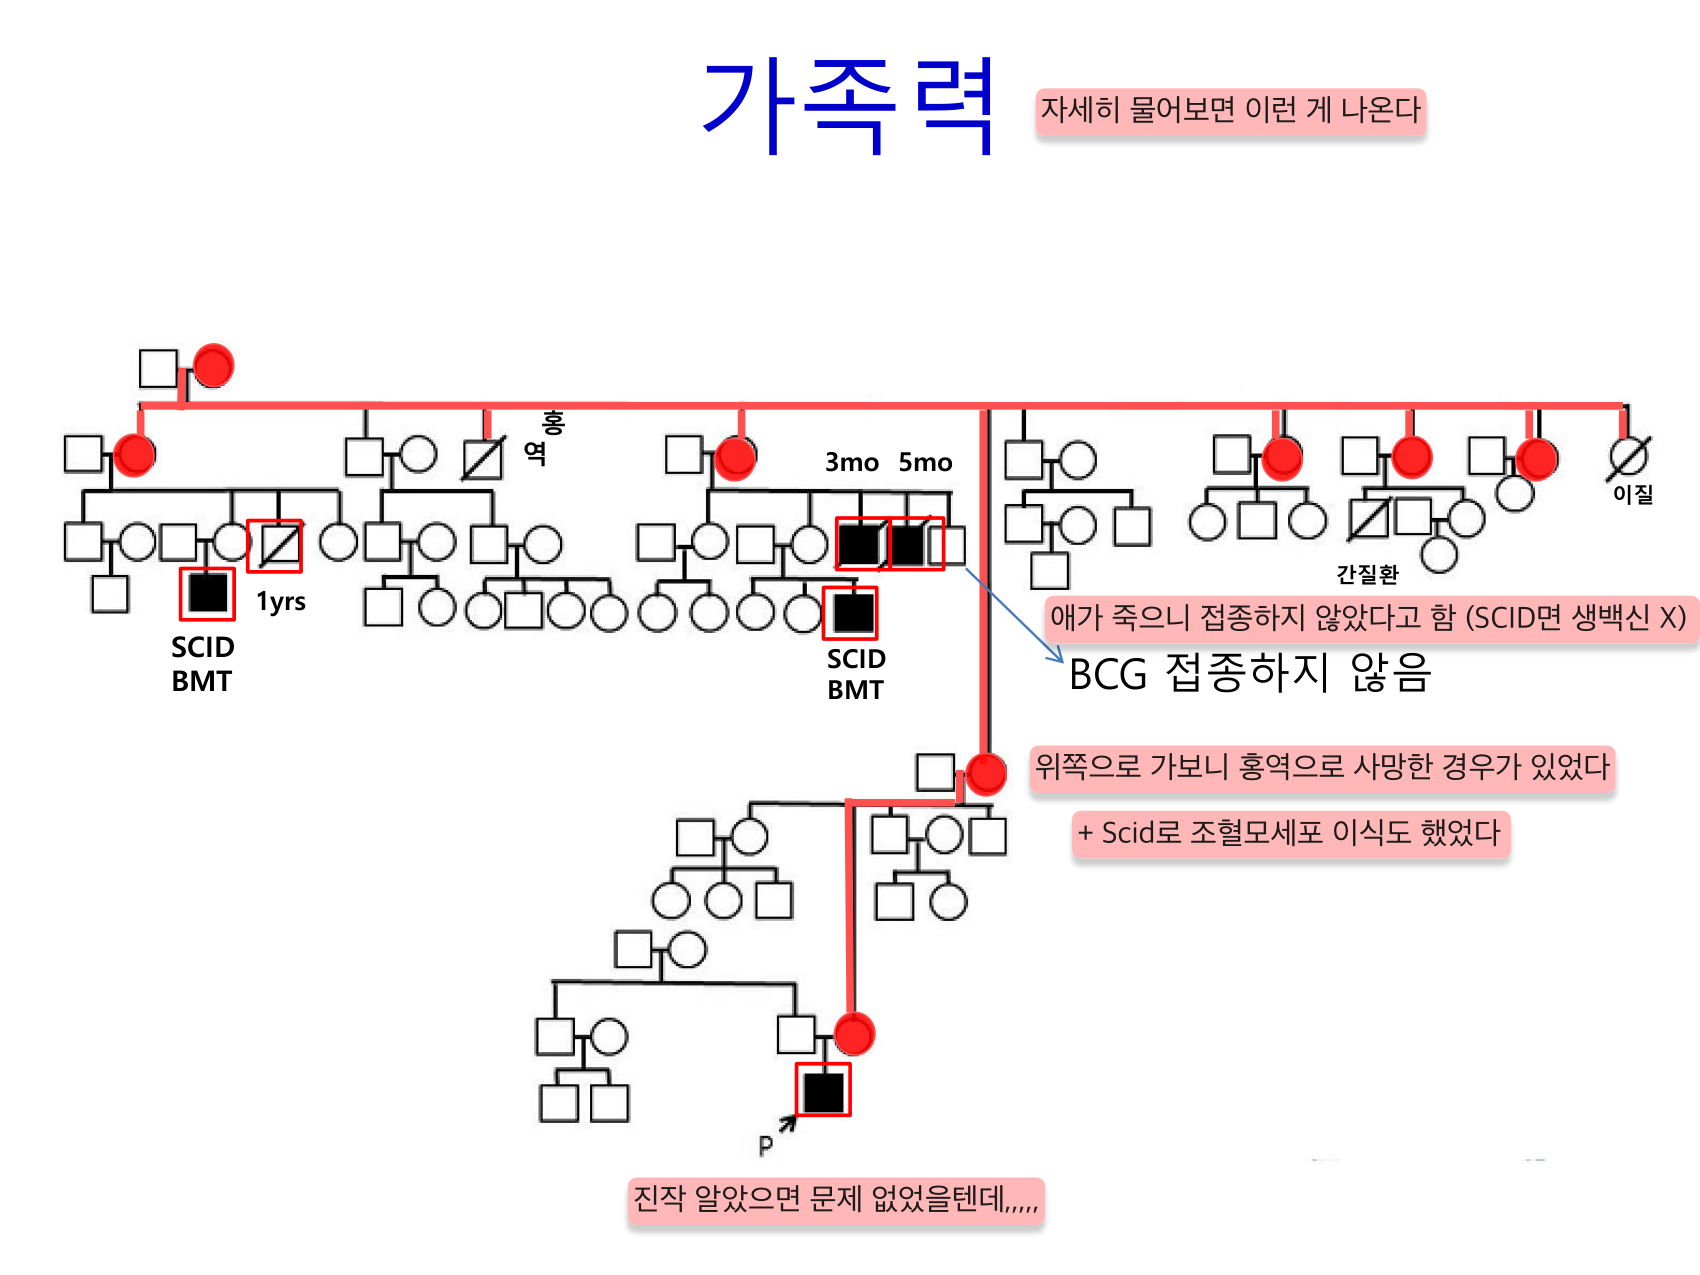 가족력
자세히 물어보면 이런 게 나온다
홍
역
3mo 5mo
이질
간질환
1yrs
애가 죽으니 접종하지 않았다고 함 (SCID면 생백신 X)
SCID
BMT
SCID
BMT
BCG 접종하지 않음
위쪽으로 가보니 홍역으로 사망한 경우가 있었다
+ Scid로 조혈모세포 이식도 했었다
P
진작 알았으면 문제 없었을텐데,,,,,